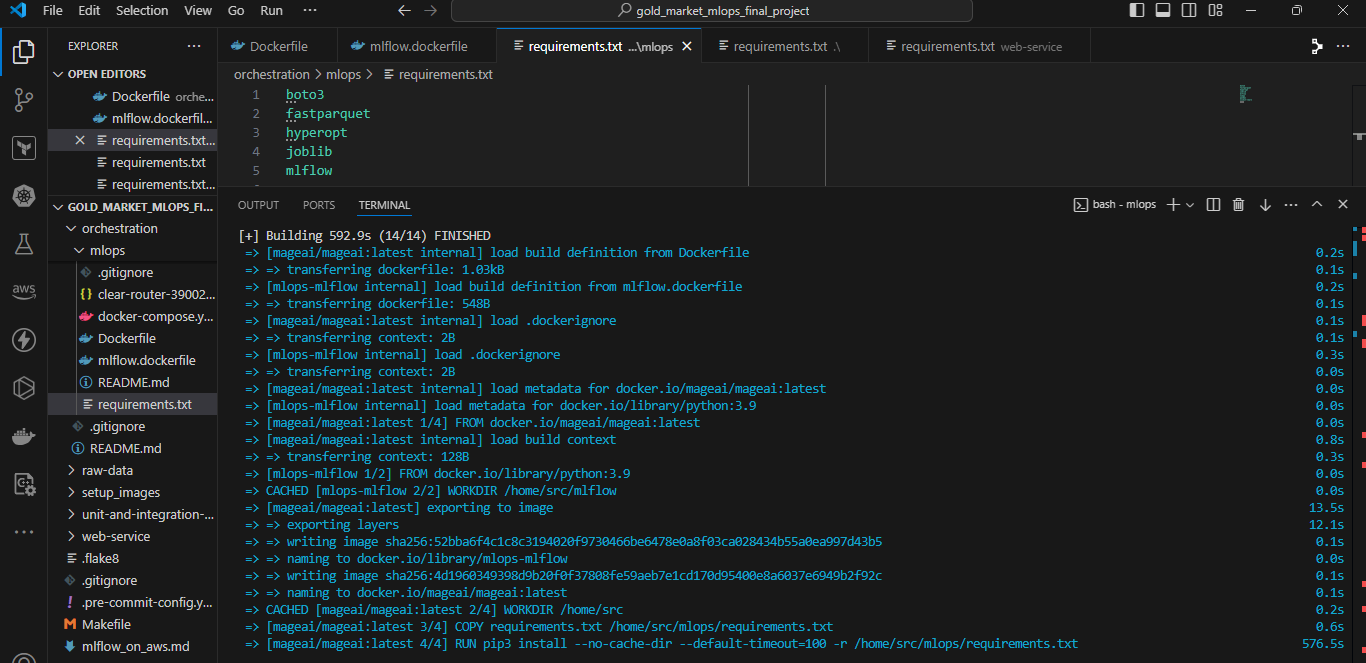 File Edit Selection View Go Run ··· gold_market_mlops_final_project
EXPLORER ···
OPEN EDITORS
Dockerfile orche...
mlflow.dockerfil...
requirements.txt...
requirements.txt
requirements.txt...
GOLD_MARKET_MLOPS_FI...
orchestration
mlops
.gitignore
clear-router-39002...
docker-compose.y...
Dockerfile
mlflow.dockerfile
README.md
requirements.txt
.gitignore
README.md
raw-data
setup_images
unit-and-integration-...
web-service
.flake8
.gitignore
.pre-commit-config.y...
Makefile
mlflow_on_aws.md
aws
Dockerfile mlflow.dockerfile requirements.txt ...\mlops requirements.txt .\ requirements.txt web-service
orchestration > mlops > requirements.txt
1 boto3
2 fastparquet
3 hyperopt
4 joblib
5 mlflow
OUTPUT PORTS TERMINAL bash - mlops
[+] Building 592.9s (14/14) FINISHED
=> [mageai/mageai:latest internal] load build definition from Dockerfile 0.2s
=> => transferring dockerfile: 1.03kB 0.1s
=> [mlops-mlflow internal] load build definition from mlflow.dockerfile 0.2s
=> => transferring dockerfile: 548B 0.1s
=> [mageai/mageai:latest internal] load .dockerignore 0.1s
=> => transferring context: 2B 0.1s
=> [mlops-mlflow internal] load .dockerignore 0.3s
=> => transferring context: 2B 0.0s
=> [mageai/mageai:latest internal] load metadata for docker.io/mageai/mageai:latest 0.0s
=> [mlops-mlflow internal] load metadata for docker.io/library/python:3.9 0.0s
=> [mageai/mageai:latest 1/4] FROM docker.io/mageai/mageai:latest 0.0s
=> [mageai/mageai:latest internal] load build context 0.8s
=> => transferring context: 128B 0.3s
=> [mlops-mlflow 1/2] FROM docker.io/library/python:3.9 0.0s
=> CACHED [mlops-mlflow 2/2] WORKDIR /home/src/mlflow 0.0s
=> [mageai/mageai:latest] exporting to image 13.5s
=> => exporting layers 12.1s
=> => writing image sha256:52bba6f4c1c8c3194020f9730466be6478e0a8f03ca028434b55a0ea997d43b5 0.1s
=> => naming to docker.io/library/mlops-mlflow 0.0s
=> => writing image sha256:4d1960349398d9b20f0f37808fe59aeb7e1cd170d95400e8a6037e6949b2f92c 0.1s
=> => naming to docker.io/mageai/mageai:latest 0.1s
=> CACHED [mageai/mageai:latest 2/4] WORKDIR /home/src 0.2s
=> [mageai/mageai:latest 3/4] COPY requirements.txt /home/src/mlops/requirements.txt 0.6s
=> [mageai/mageai:latest 4/4] RUN pip3 install --no-cache-dir --default-timeout=100 -r /home/src/mlops/requirements.txt 576.5s